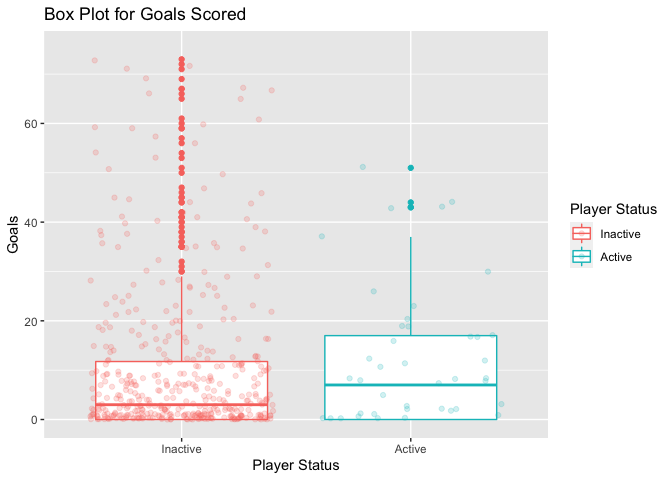 Box Plot for Goals Scored
Goals
60
40
20
0
Inactive
Active
Player Status
Player Status
Inactive
Active